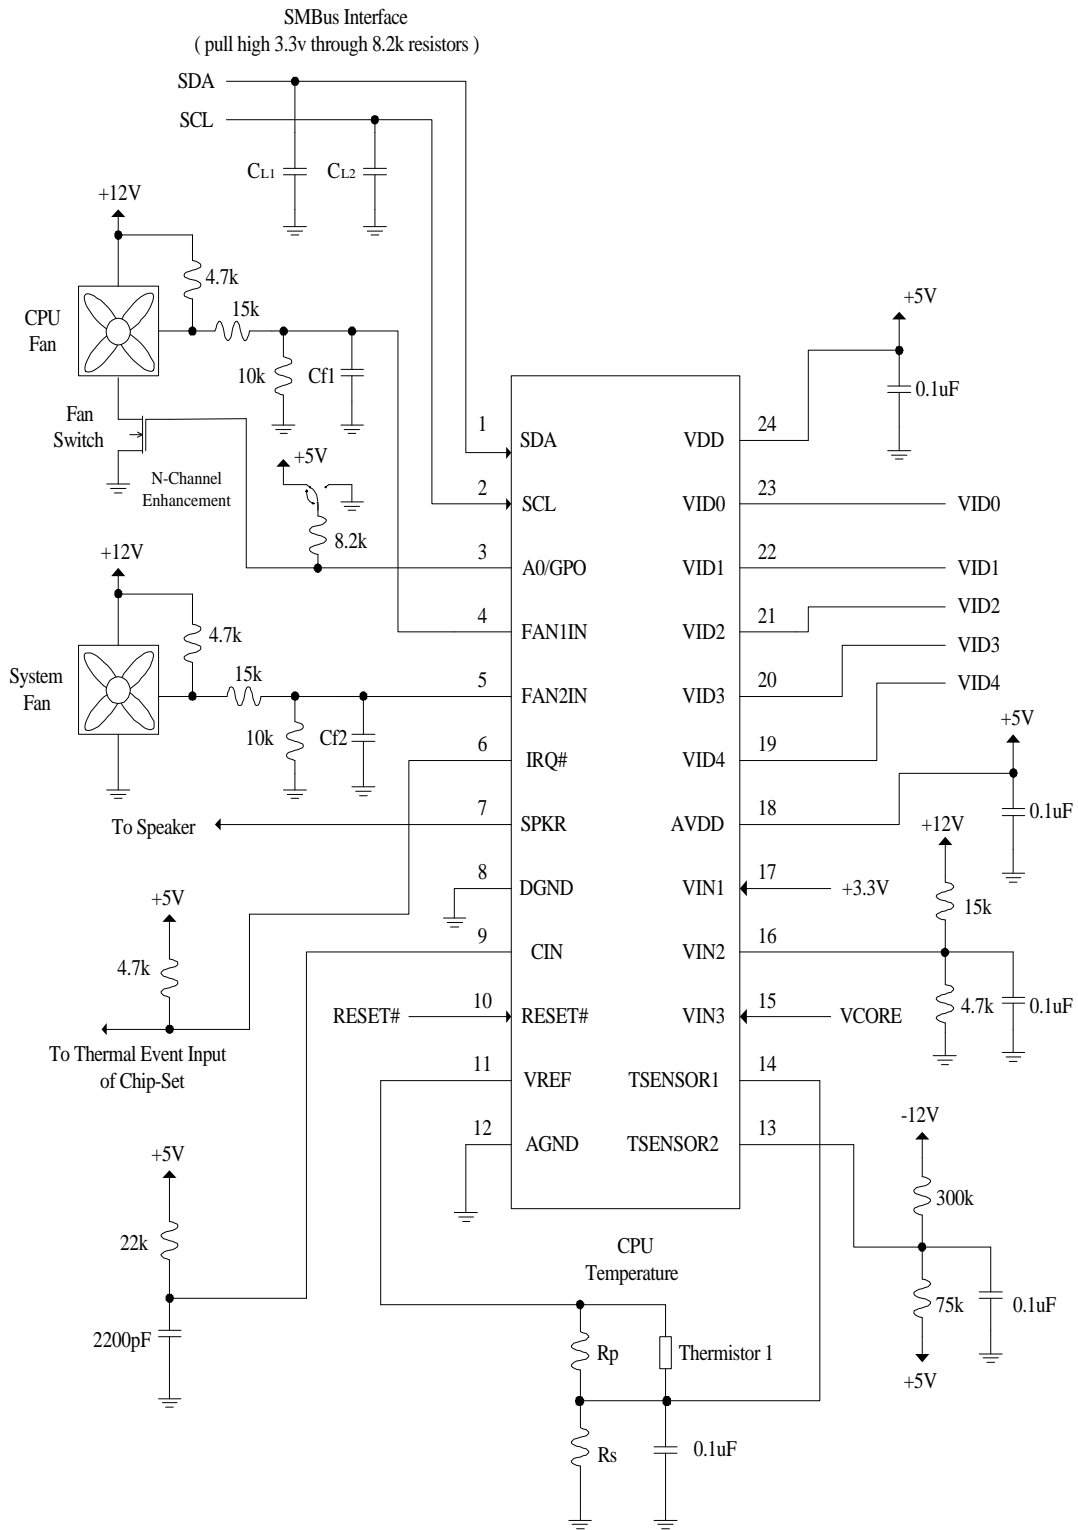 SMBus Interface
( pull high 3.3v through 8.2k resistors )
SDA
SCL
CL1
CL2
+12V
4.7k
15k
CPU
Fan
10k
Cf1
Fan
Switch
N-Channel
Enhancement
+5V
8.2k
+12V
4.7k
15k
System
Fan
10k
Cf2
To Speaker
+5V
4.7k
To Thermal Event Input
of Chip-Set
RESET#
+5V
22k
2200pF
1
SDA
2
SCL
3
A0/GPO
4
FAN1IN
5
FAN2IN
6
IRQ#
7
SPKR
8
DGND
9
CIN
10
RESET#
11
VREF
12
AGND
VDD
24
VID0
23
VID0
VID1
22
VID1
VID2
21
VID2
VID3
20
VID3
VID4
19
VID4
AVDD
18
VIN1
17
+3.3V
VIN2
16
VIN3
15
VCORE
TSENSOR1
14
TSENSOR2
13
+5V
0.1uF
+5V
0.1uF
+12V
15k
4.7k
0.1uF
-12V
300k
75k
0.1uF
+5V
CPU
Temperature
Rp
Thermistor 1
Rs
0.1uF